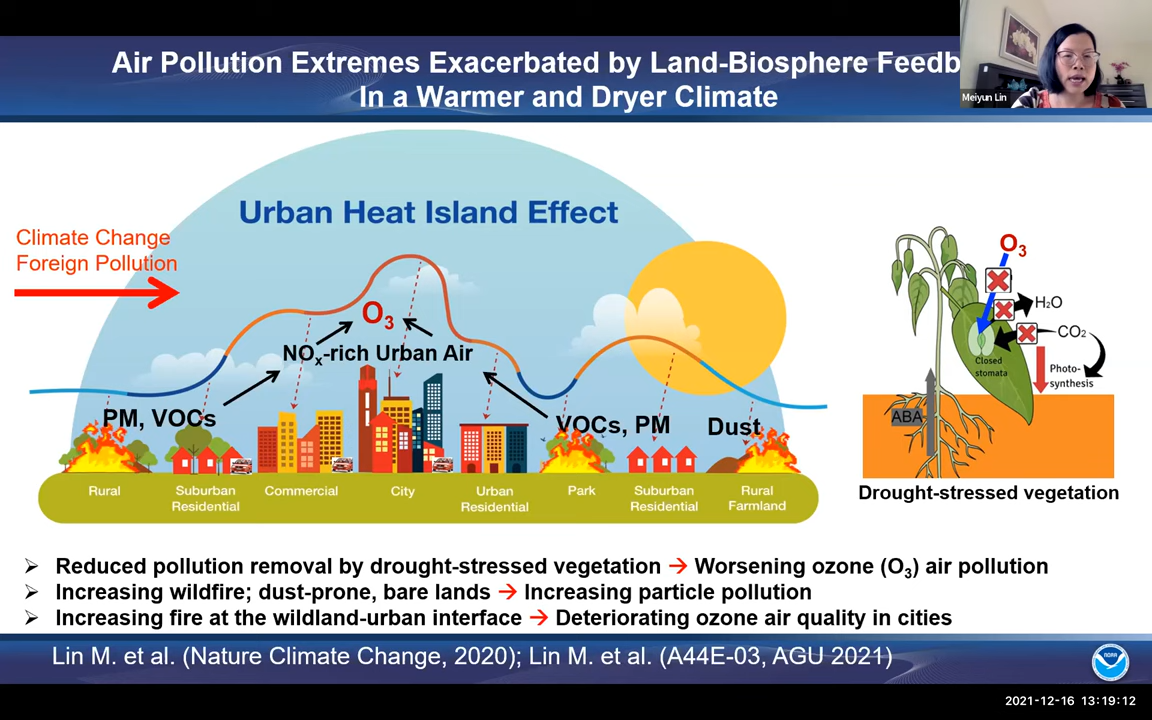 Air Pollution Extremes Exacerbated by Land-Biosphere Feedb
In a Warmer and Dryer Climate
Meiyun Lin
Urban Heat Island Effect
Climate Change
Foreign Pollution
O3
NOx-rich Urban Air
PM, VOCs
VOCs, PM
Dust
Rural
Suburban
Residential
Commercial
City
Urban
Residential
Park
Suburban
Residential
Rural
Farmland
O3
H2O
CO2
Closed
stomata
Photo-
synthesis
ABA
Drought-stressed vegetation
➢ Reduced pollution removal by drought-stressed vegetation → Worsening ozone (O3) air pollution
➢ Increasing wildfire; dust-prone, bare lands → Increasing particle pollution
➢ Increasing fire at the wildland-urban interface → Deteriorating ozone air quality in cities
Lin M. et al. (Nature Climate Change, 2020); Lin M. et al. (A44E-03, AGU 2021)
NOAA
2021-12-16 13:19:12